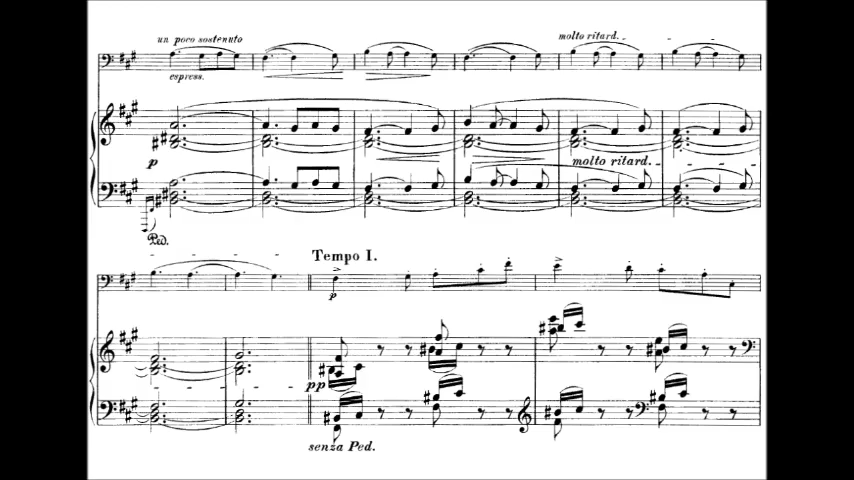 un poco sostenuto
molto ritard.
espress.
p
molto ritard.
Ped.
Tempo I.
p
pp
senza Ped.